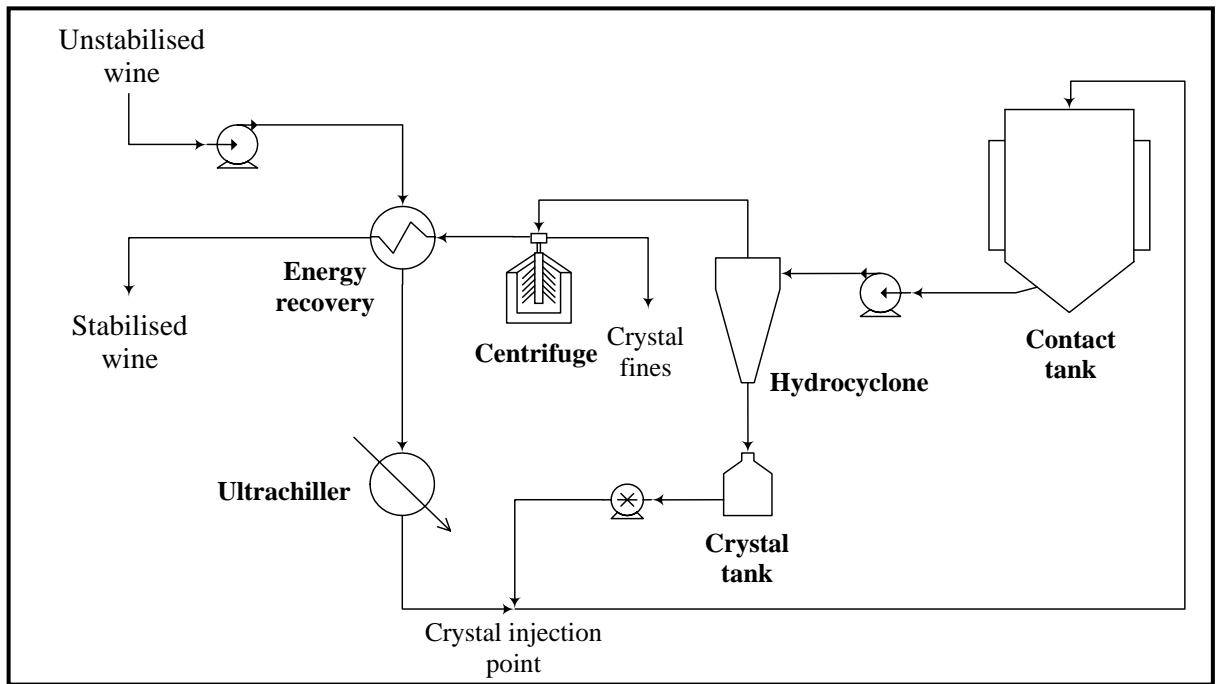 Unstabilised
wine
Energy
recovery
Stabilised
wine
Centrifuge
Crystal
fines
Hydrocyclone
Contact
tank
Ultrachiller
Crystal
tank
Crystal injection
point